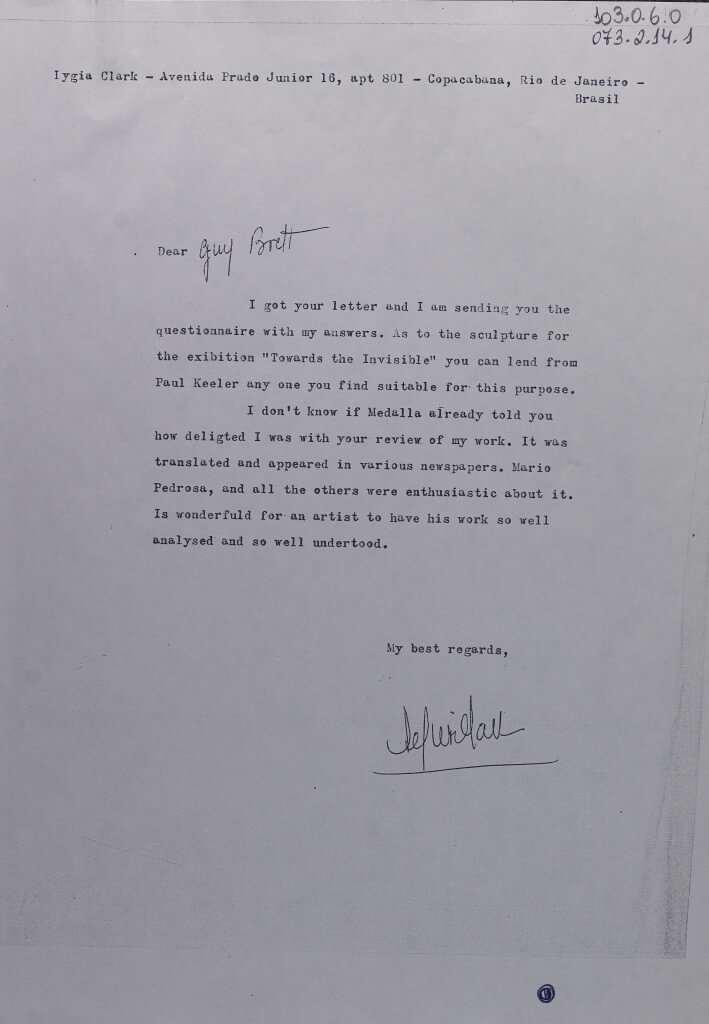 103.0.6.0
073-2.14.1
Lygia Clark - Avenida Prado Junior 16, apt 801 - Copacabana, Rio de Janeiro -
Brasil
Dear Guy Brett
I got your letter and I am sending you the
questionnaire with my answers. As to the sculpture for
the exibition "Towards the Invisible" you can lend from
Paul Keeler any one you find suitable for this purpose.
I don't know if Medalla already told you
how deligted I was with your review of my work. It was
translated and appeared in various newspapers. Mario
Pedrosa, and all the others were enthusiastic about it.
Is wonderfuld for an artist to have his work so well
analysed and so well undertood.
My best regards,